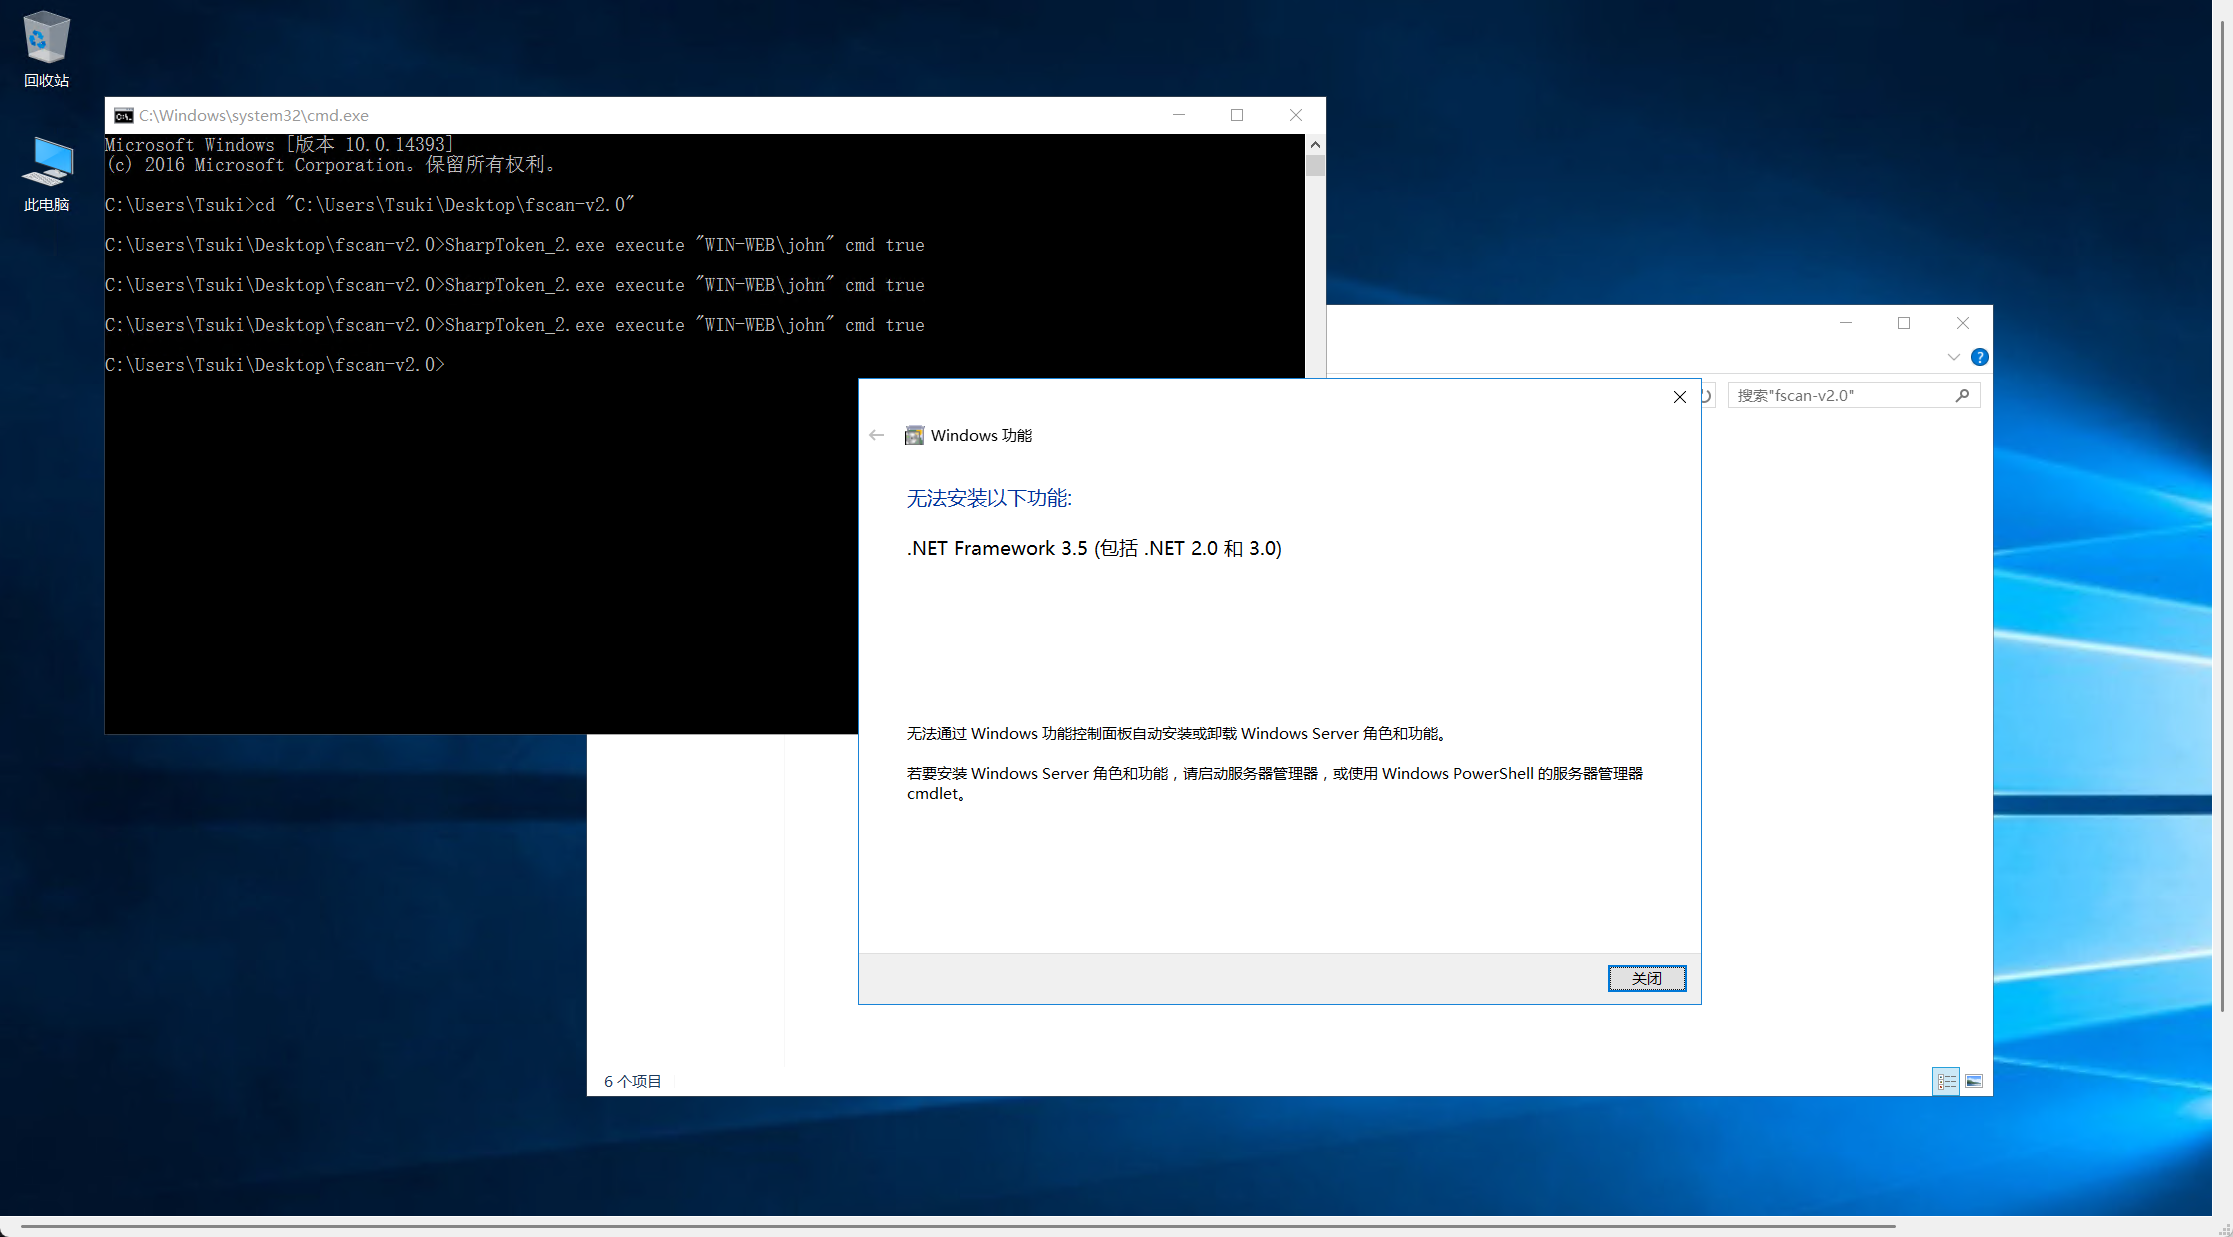 回收站
此电脑
C:\Windows\system32\cmd.exe
Microsoft Windows [版本 10.0.14393]
(c) 2016 Microsoft Corporation。保留所有权利。
C:\Users\Tsuki>cd "C:\Users\Tsuki\Desktop\fscan-v2.0"
C:\Users\Tsuki\Desktop\fscan-v2.0>SharpToken_2.exe execute "WIN-WEB\john" cmd true
C:\Users\Tsuki\Desktop\fscan-v2.0>SharpToken_2.exe execute "WIN-WEB\john" cmd true
C:\Users\Tsuki\Desktop\fscan-v2.0>SharpToken_2.exe execute "WIN-WEB\john" cmd true
C:\Users\Tsuki\Desktop\fscan-v2.0>
搜索"fscan-v2.0"
Windows 功能
无法安装以下功能:
.NET Framework 3.5 (包括 .NET 2.0 和 3.0)
无法通过 Windows 功能控制面板自动安装或卸载 Windows Server 角色和功能。
若要安装 Windows Server 角色和功能，请启动服务器管理器，或使用 Windows PowerShell 的服务器管理器
cmdlet。
关闭
6 个项目